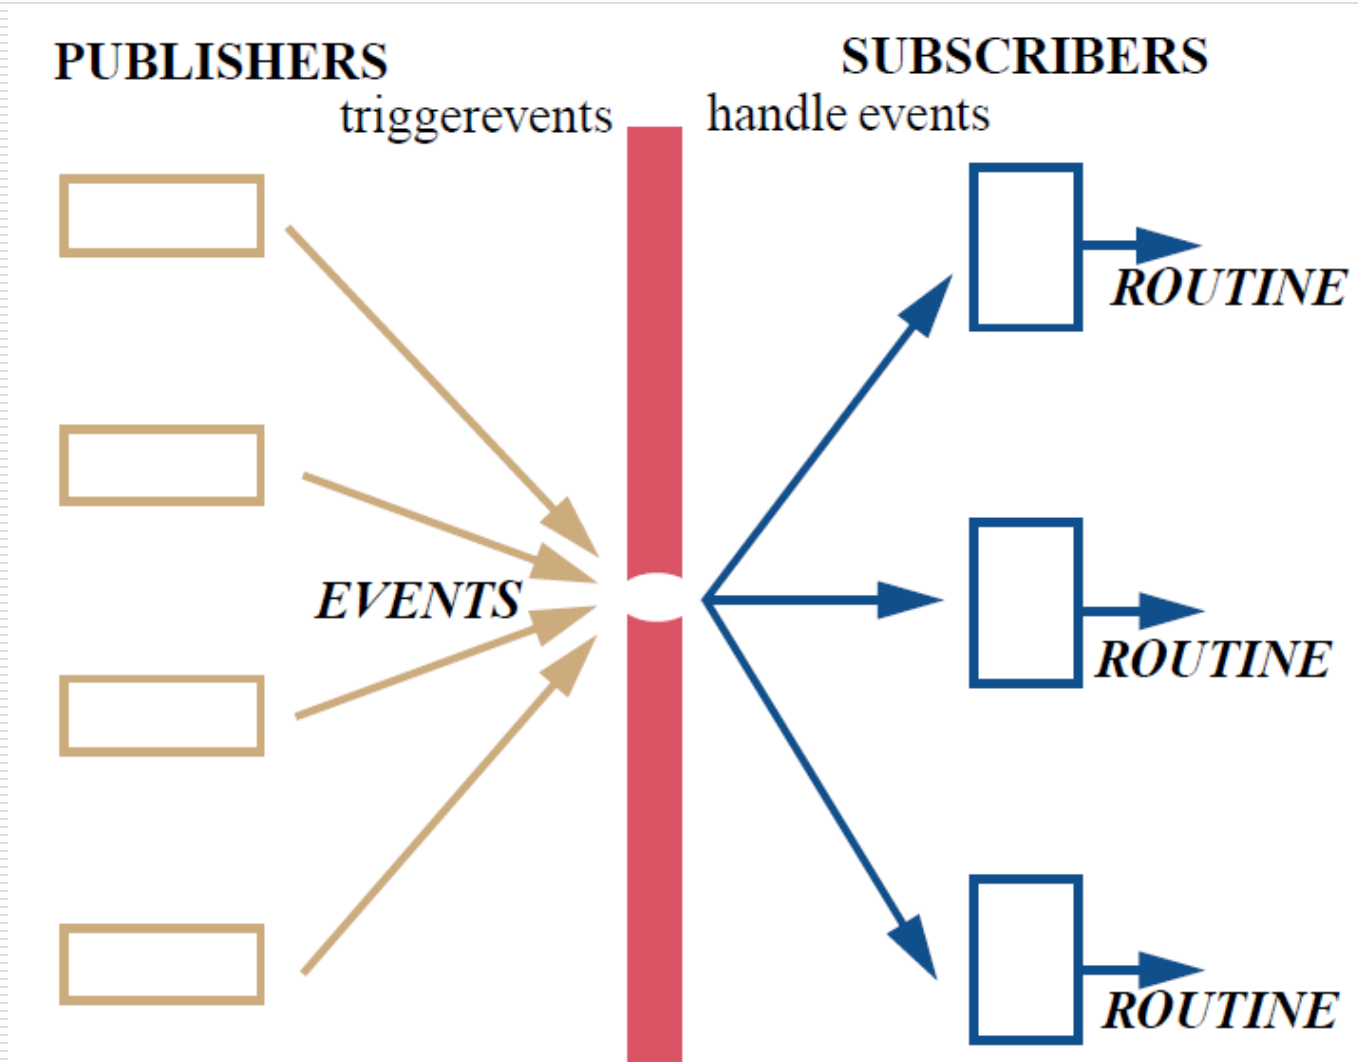 PUBLISHERS
SUBSCRIBERS
triggerevents
handle events
ROUTINE
EVENTS
ROUTINE
ROUTINE